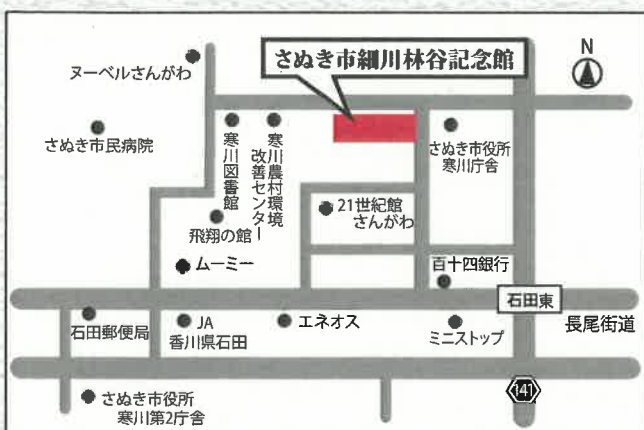 さぬき市細川林谷記念館
N
ヌーベルさんがわ
さぬき市民病院
寒川図書館
寒川農村環境
改善センター
さぬき市役所
寒川庁舎
21世紀館
さんがわ
飛翔の館
ムーミー
百十四銀行
石田東
長尾街道
石田郵便局
JA
香川県石田
エネオス
ミニストップ
141
さぬき市役所
寒川第2庁舎